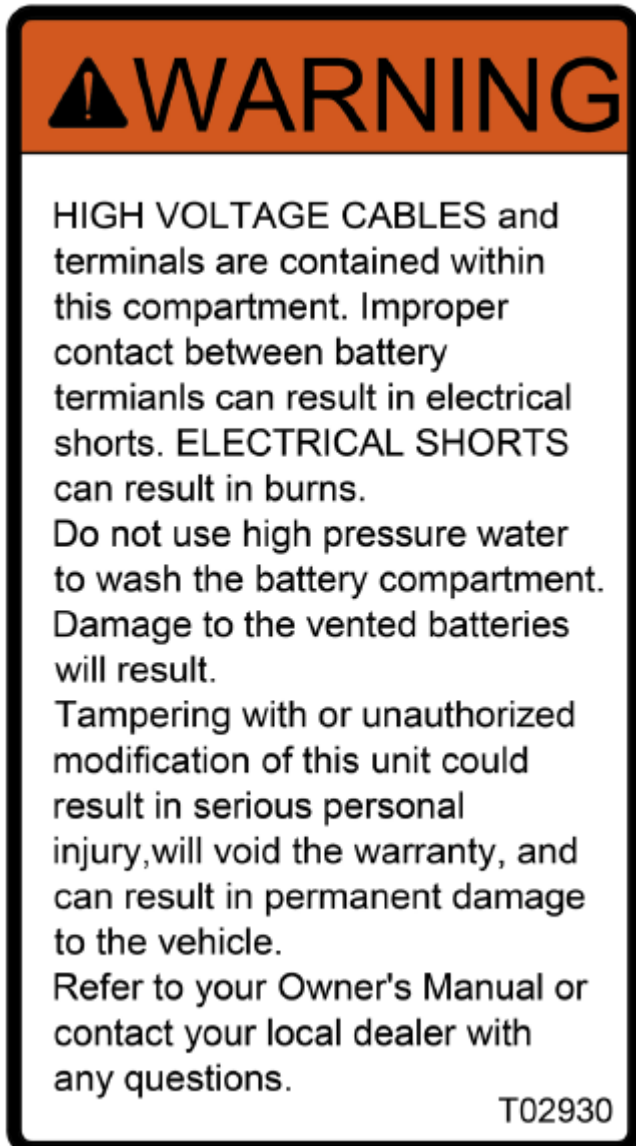 WARNING
HIGH VOLTAGE CABLES and
terminals are contained within
this compartment. Improper
contact between battery
termianls can result in electrical
shorts. ELECTRICAL SHORTS
can result in burns.
Do not use high pressure water
to wash the battery compartment.
Damage to the vented batteries
will result.
Tampering with or unauthorized
modification of this unit could
result in serious personal
injury,will void the warranty, and
can result in permanent damage
to the vehicle.
Refer to your Owner's Manual or
contact your local dealer with
any questions.
T02930